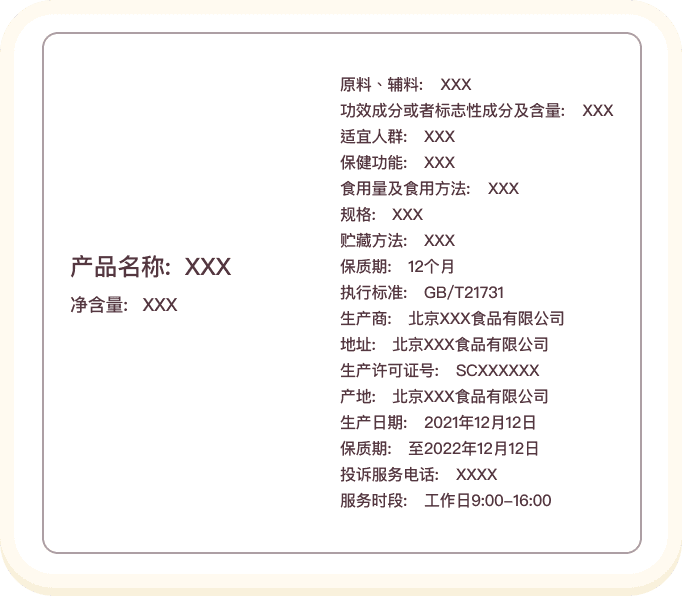 产品名称: XXX
净含量: XXX
原料、辅料: XXX
功效成分或者标志性成分及含量: XXX
适宜人群: XXX
保健功能: XXX
食用量及食用方法: XXX
规格: XXX
贮藏方法: XXX
保质期: 12个月
执行标准: GB/T21731
生产商: 北京XXX食品有限公司
地址: 北京XXX食品有限公司
生产许可证号: SCXXXXXX
产地: 北京XXX食品有限公司
生产日期: 2021年12月12日
保质期: 至2022年12月12日
投诉服务电话: XXXX
服务时段: 工作日9:00–16:00